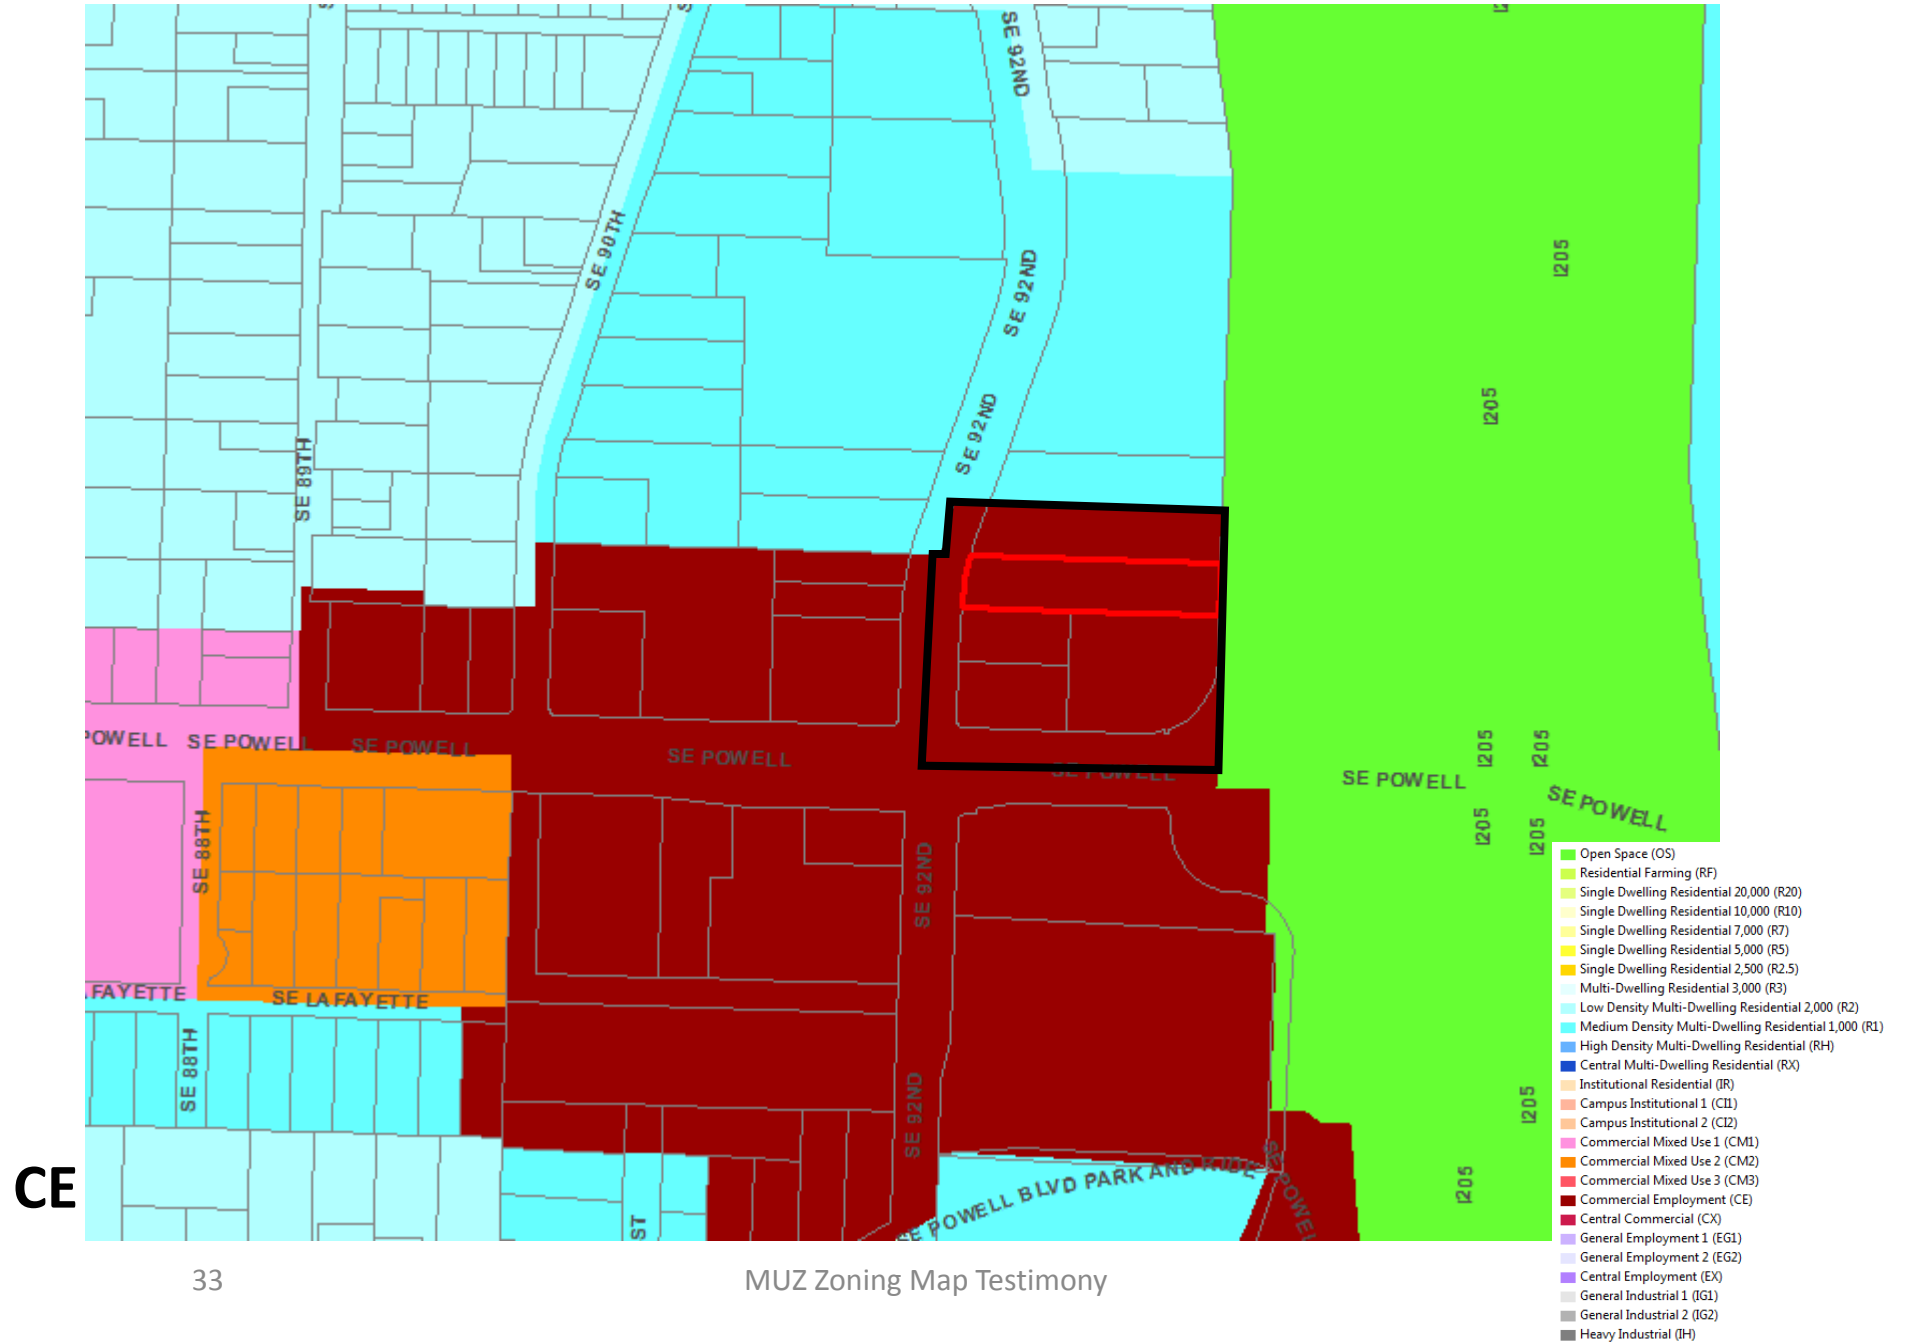 SE 92ND
I205
SE 90TH
SE 92ND
I205
SE 92ND
SE 89TH
POWELL
SE POWELL
SE POWELL
SE POWELL
SE POWELL
SE POWELL
I205
I205
SE POWELL
I205
I205
SE 88TH
SE 92ND
AFAYETTE
SE LAFAYETTE
SE 88TH
SE 92ND
I205
I205
SE POWELL BLVD PARK AND RIDE
SE POWELL
ST
CE
Open Space (OS)
Residential Farming (RF)
Single Dwelling Residential 20,000 (R20)
Single Dwelling Residential 10,000 (R10)
Single Dwelling Residential 7,000 (R7)
Single Dwelling Residential 5,000 (R5)
Single Dwelling Residential 2,500 (R2.5)
Multi-Dwelling Residential 3,000 (R3)
Low Density Multi-Dwelling Residential 2,000 (R2)
Medium Density Multi-Dwelling Residential 1,000 (R1)
High Density Multi-Dwelling Residential (RH)
Central Multi-Dwelling Residential (RX)
Institutional Residential (IR)
Campus Institutional 1 (CI1)
Campus Institutional 2 (CI2)
Commercial Mixed Use 1 (CM1)
Commercial Mixed Use 2 (CM2)
Commercial Mixed Use 3 (CM3)
Commercial Employment (CE)
Central Commercial (CX)
General Employment 1 (EG1)
General Employment 2 (EG2)
Central Employment (EX)
General Industrial 1 (IG1)
General Industrial 2 (IG2)
Heavy Industrial (IH)
33
MUZ Zoning Map Testimony